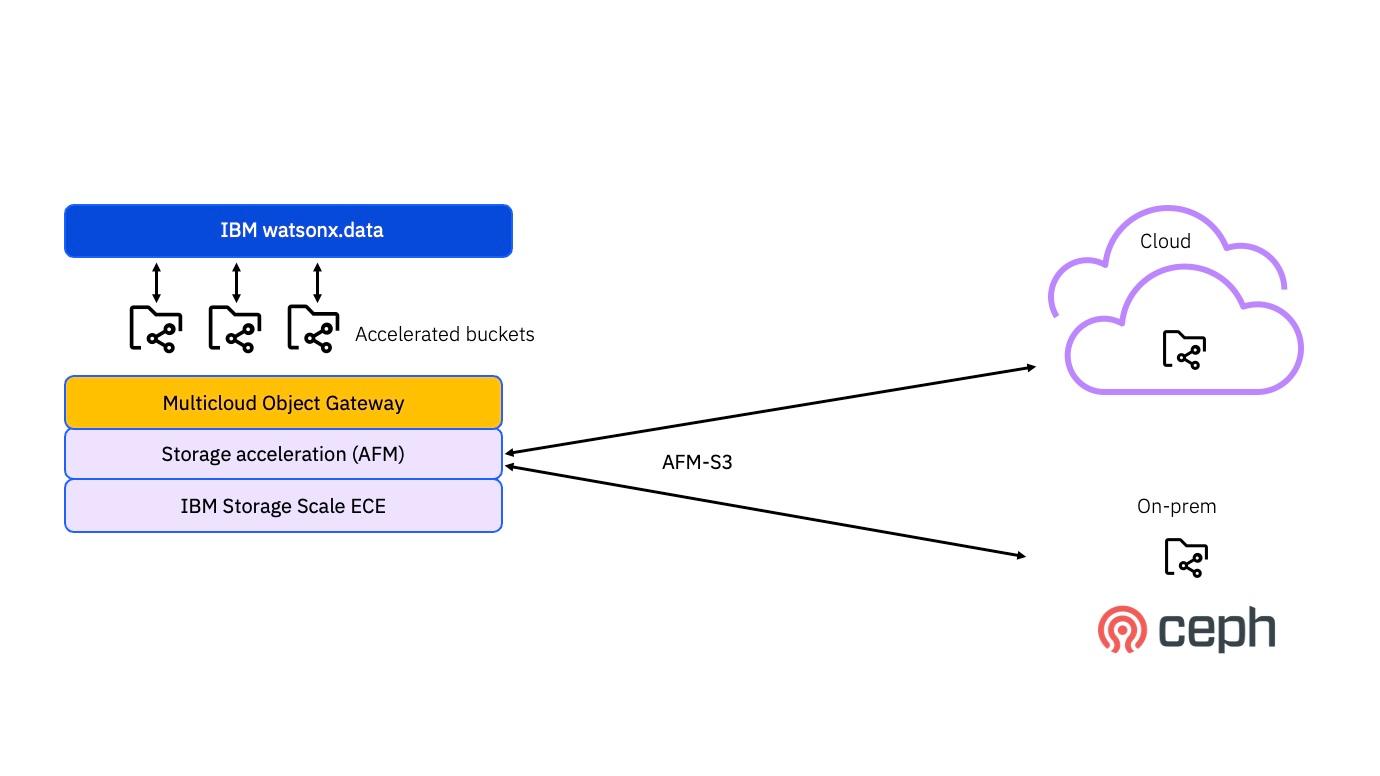 IBM watsonx.data
Cloud
Accelerated buckets
Multicloud Object Gateway
Storage acceleration (AFM)
AFM-S3
IBM Storage Scale ECE
On-prem
ceph